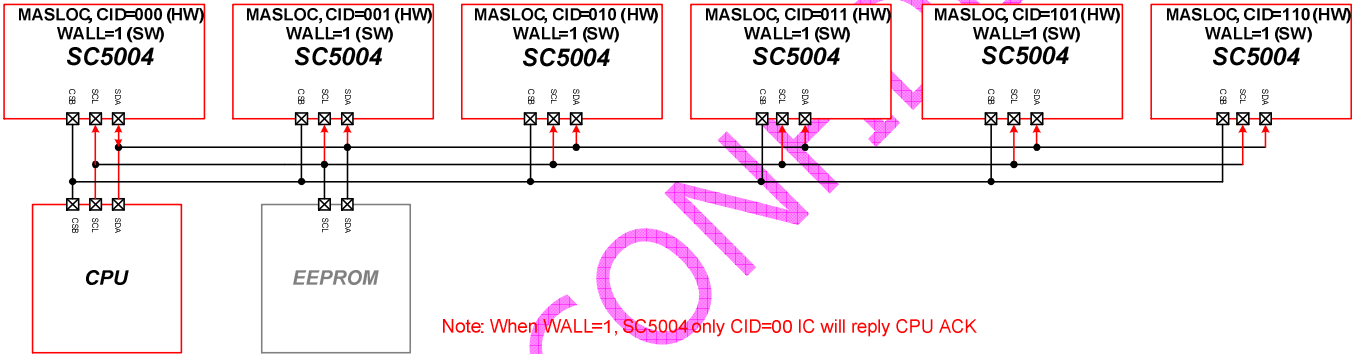 MASLOC, CID=000 (HW)
WALL=1 (SW)
SC5004
CSB
SCL
SDA
MASLOC, CID=001 (HW)
WALL=1 (SW)
SC5004
CSB
SCL
SDA
MASLOC, CID=010 (HW)
WALL=1 (SW)
SC5004
CSB
SCL
SDA
MASLOC, CID=011 (HW)
WALL=1 (SW)
SC5004
CSB
SCL
SDA
MASLOC, CID=101 (HW)
WALL=1 (SW)
SC5004
CSB
SCL
SDA
MASLOC, CID=110 (HW)
WALL=1 (SW)
SC5004
CSB
SCL
SDA
CSB
SCL
SDA
CPU
SCL
SDA
EEPROM
Note: When WALL=1, SC5004 only CID=00 IC will reply CPU ACK